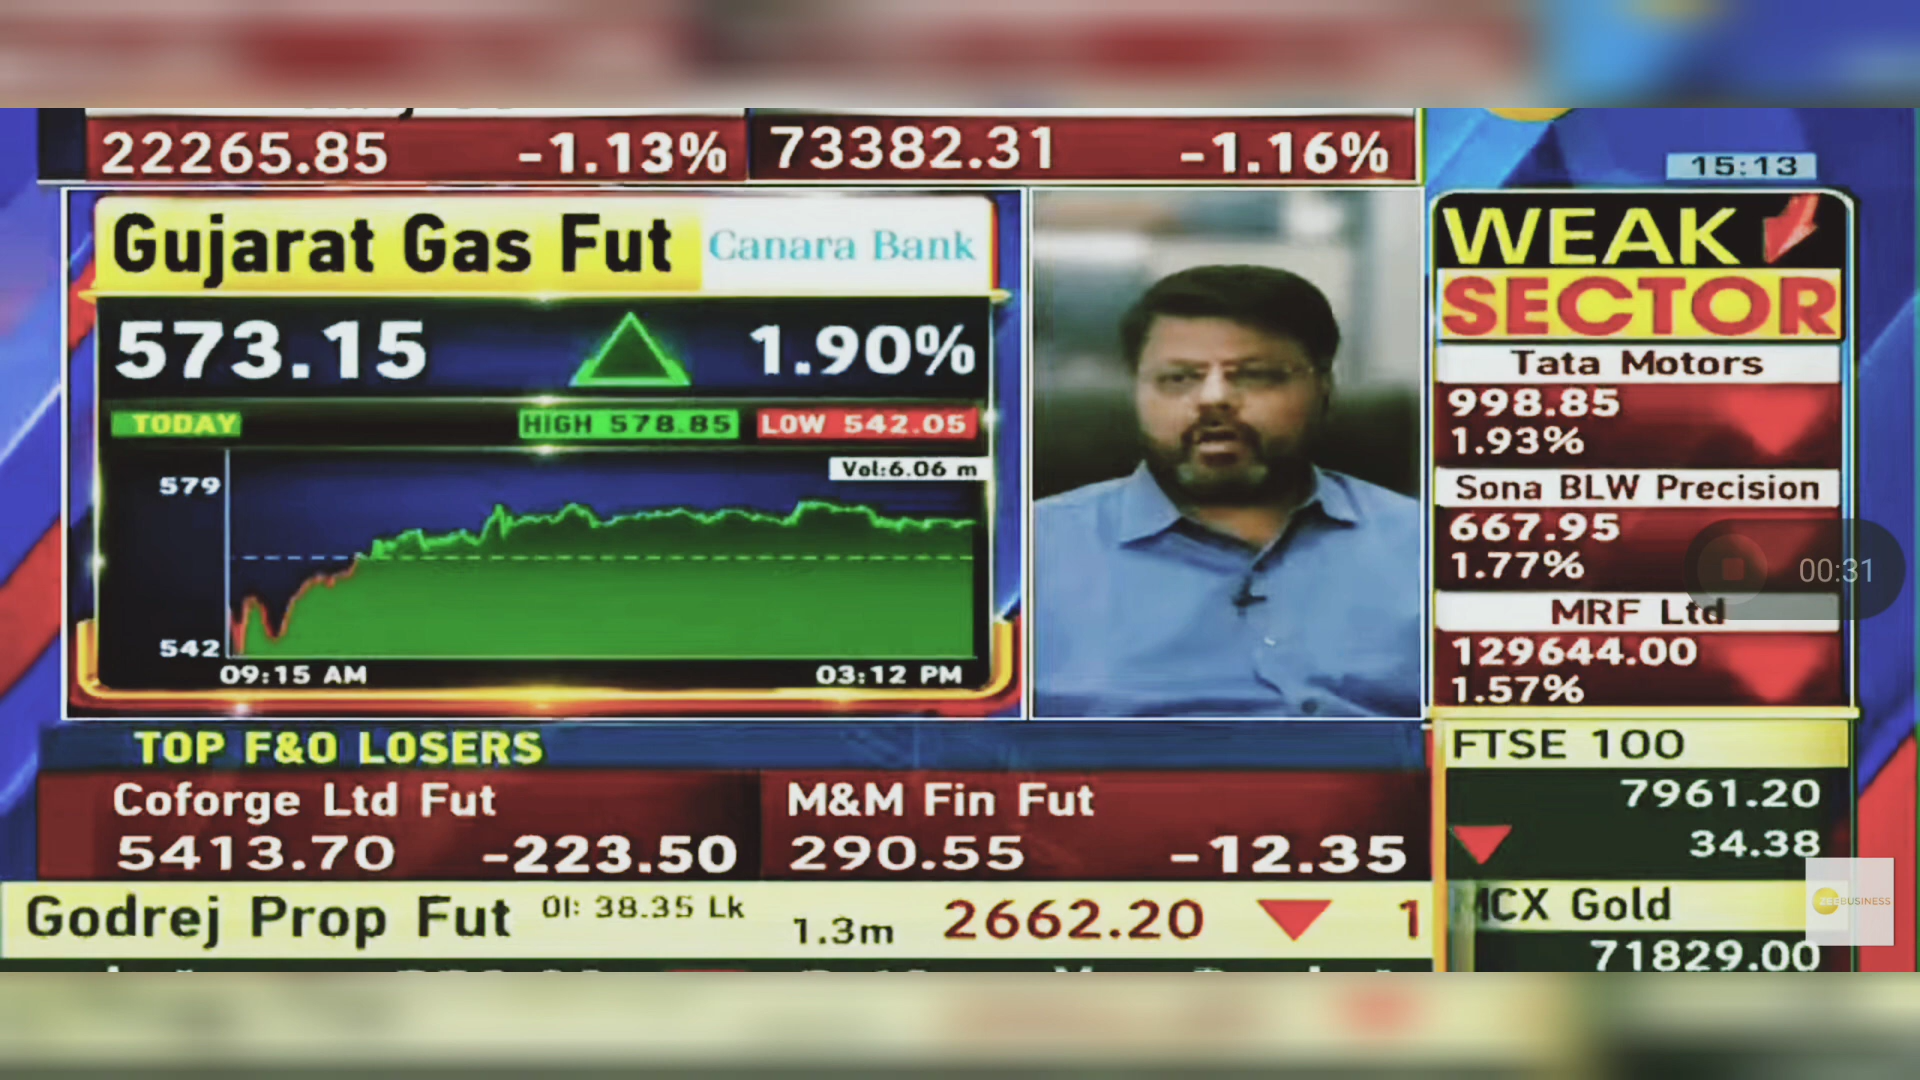 22265.85 -1.13% 73382.31 -1.16%
15:13
Gujarat Gas Fut Canara Bank
573.15 1.90%
TODAY HIGH 578.85 LOW 542.05
Vol:6.06 m
579
542
09:15 AM 03:12 PM
WEAK
SECTOR
Tata Motors
998.85
1.93%
Sona BLW Precision
667.95
1.77%
00:31
MRF Ltd
129644.00
1.57%
TOP F&O LOSERS
Coforge Ltd Fut M&M Fin Fut
5413.70 -223.50 290.55 -12.35
FTSE 100
7961.20
34.38
Godrej Prop Fut OI: 38.35 Lk 1.3m 2662.20 1
MCX Gold
71829.00
ZEEBUSINESS